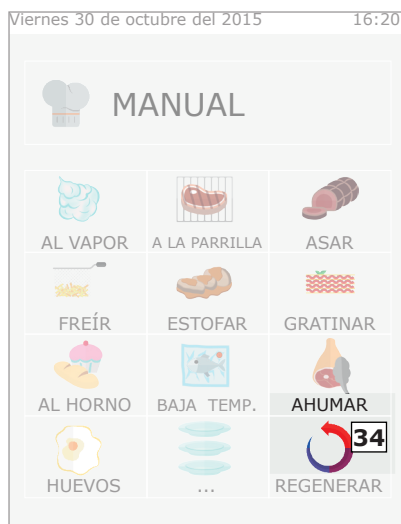 Viernes 30 de octubre del 2015 16:20
MANUAL
AL VAPOR A LA PARRILLA ASAR
FREÍR ESTOFAR GRATINAR
AL HORNO BAJA TEMP. AHUMAR
34
HUEVOS ... REGENERAR